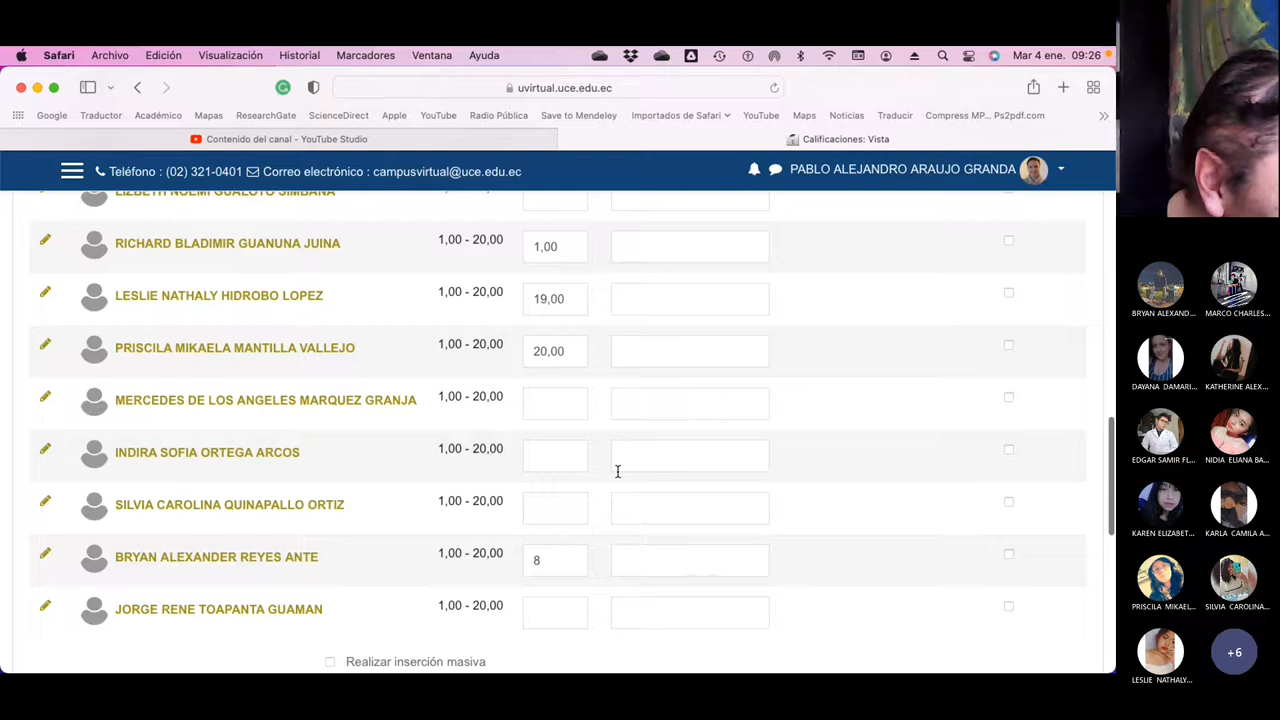 Safari Archivo Edición Visualización Historial Marcadores Ventana Ayuda Mar 4 ene. 09:26
uvirtual.uce.edu.ec
Google Traductor Académico Mapas ResearchGate ScienceDirect Apple YouTube Radio Pública Save to Mendeley Importados de Safari YouTube Maps Noticias Traducir Compress MP... Ps2pdf.com
Contenido del canal - YouTube Studio Calificaciones: Vista
Teléfono : (02) 321-0401 Correo electrónico : campusvirtual@uce.edu.ec PABLO ALEJANDRO ARAUJO GRANDA
LIZBETH NOEMI GUALOTO SIMBANA
RICHARD BLADIMIR GUANUNA JUINA 1,00 - 20,00 1,00
LESLIE NATHALY HIDROBO LOPEZ 1,00 - 20,00 19,00
PRISCILA MIKAELA MANTILLA VALLEJO 1,00 - 20,00 20,00
MERCEDES DE LOS ANGELES MARQUEZ GRANJA 1,00 - 20,00
INDIRA SOFIA ORTEGA ARCOS 1,00 - 20,00
SILVIA CAROLINA QUINAPALLO ORTIZ 1,00 - 20,00
BRYAN ALEXANDER REYES ANTE 1,00 - 20,00 8
JORGE RENE TOAPANTA GUAMAN 1,00 - 20,00
Realizar inserción masiva
BRYAN ALEXAND... MARCO CHARLES...
DAYANA DAMARI... KATHERINE ALEX...
EDGAR SAMIR FL... NIDIA ELIANA BA...
KAREN ELIZABET... KARLA CAMILA A...
PRISCILA MIKAEL... SILVIA CAROLINA...
LESLIE NATHALY... +6